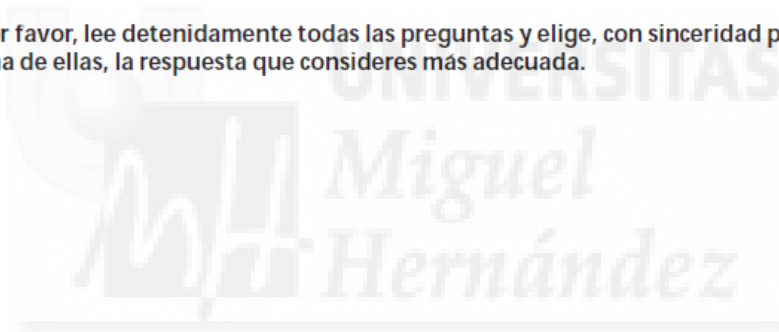 r favor, lee detenidamente todas las preguntas y elige, con sinceridad p
a de ellas, la respuesta que consideres más adecuada.
UNIVERSITAS
Miguel
Hernández